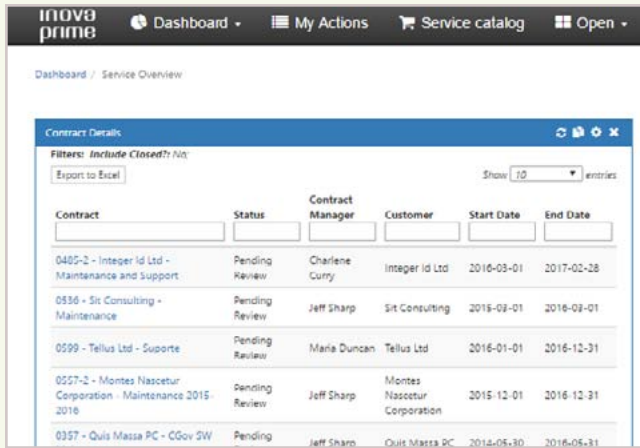 inova
prime
Dashboard
My Actions
Service catalog
Open
Dashboard / Service Overview
Contract Details
Filters: Include Closed?: No;
Export to Excel
Show 10 entries
Contract Status Contract Manager Customer Start Date End Date
0485-2 - Integer Id Ltd - Maintenance and Support Pending Review Charlene Curry Integer Id Ltd 2016-03-01 2017-02-28
0536 - Sit Consulting - Maintenance Pending Review Jeff Sharp Sit Consulting 2015-03-01 2016-03-01
0599 - Tellus Ltd - Suporte Pending Review Maria Duncan Tellus Ltd 2016-01-01 2016-12-31
0557-2 - Montes Nascetur Corporation - Maintenance 2015-2016 Pending Review Jeff Sharp Montes Nascetur Corporation 2015-12-01 2016-12-31
0357 - Quis Massa PC - CGov SW Pending Jeff Sharp Quis Massa PC 2014-05-30 2016-05-31